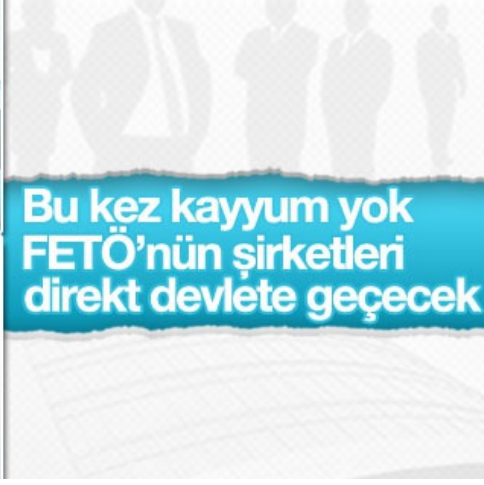 Bu kez kayyum yok
FETÖ'nün şirketleri
direkt devlete geçecek